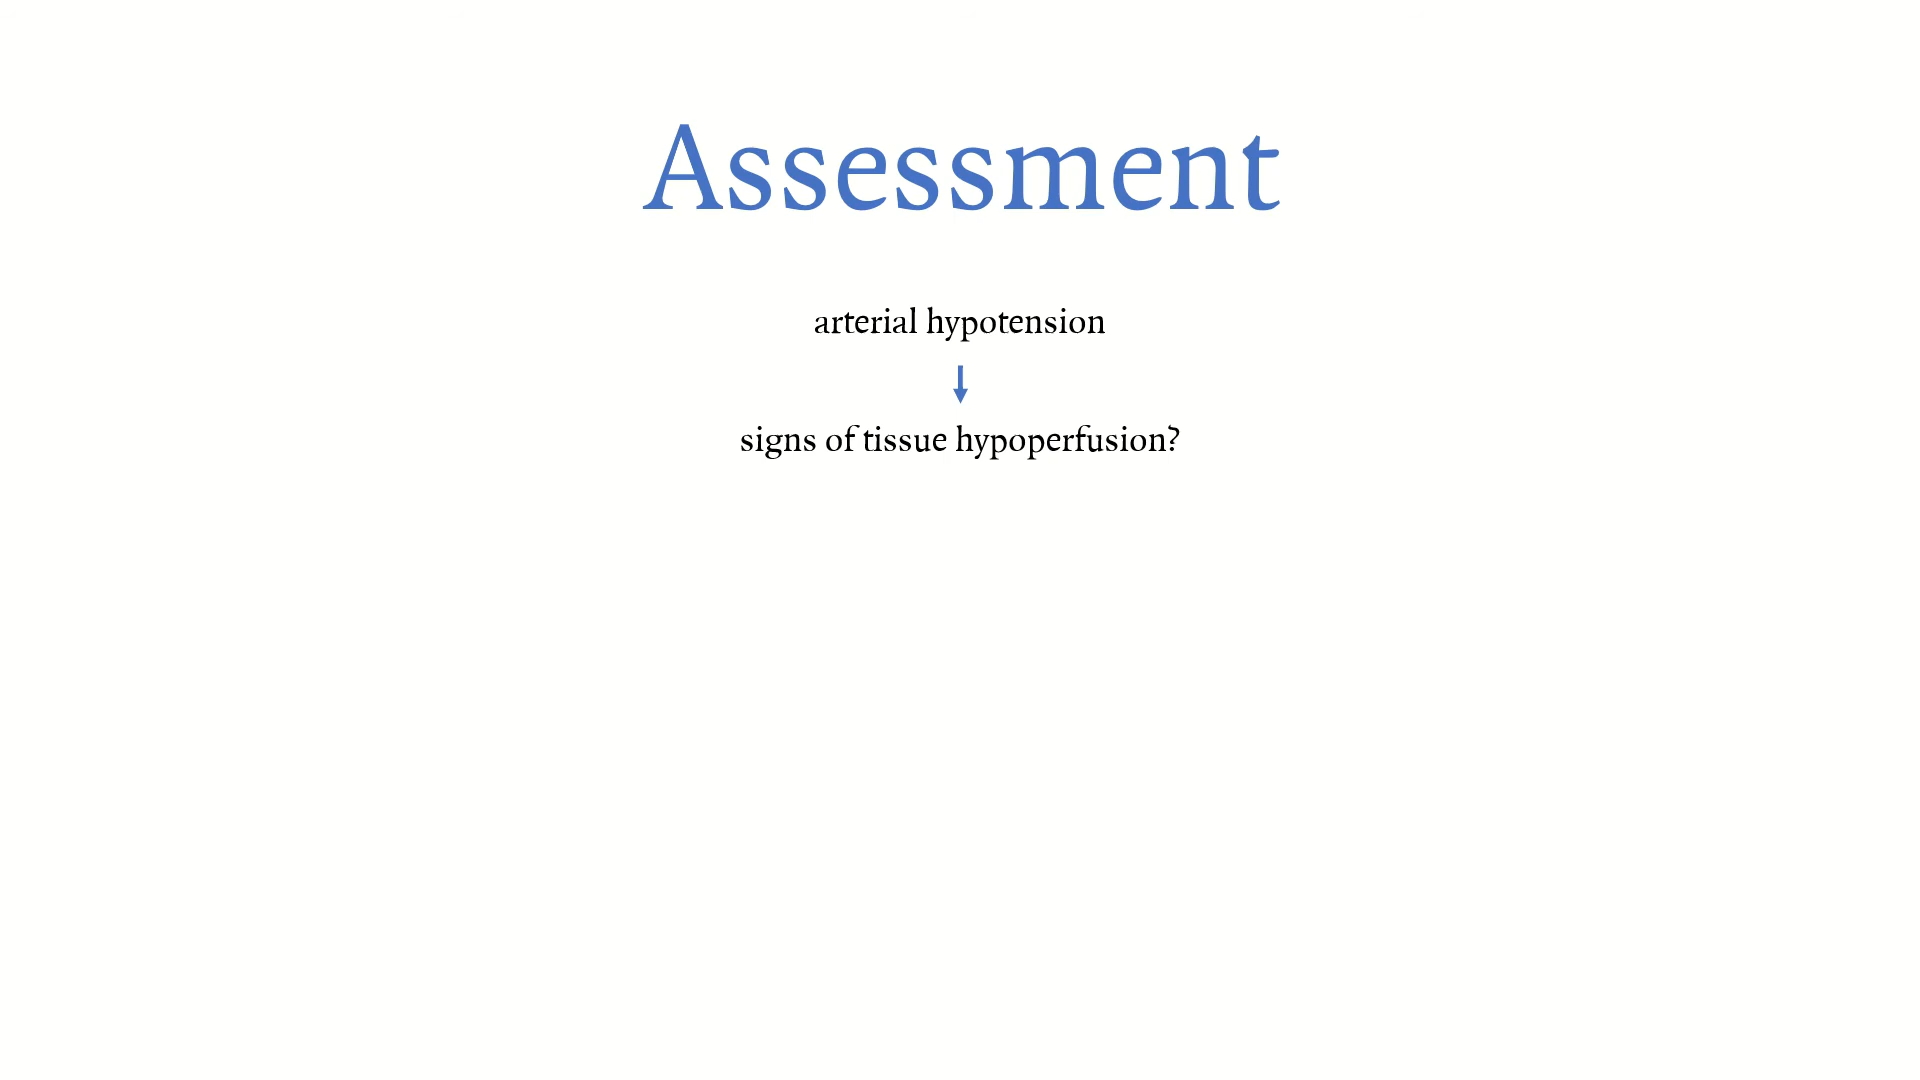 Assessment
arterial hypotension
signs of tissue hypoperfusion?